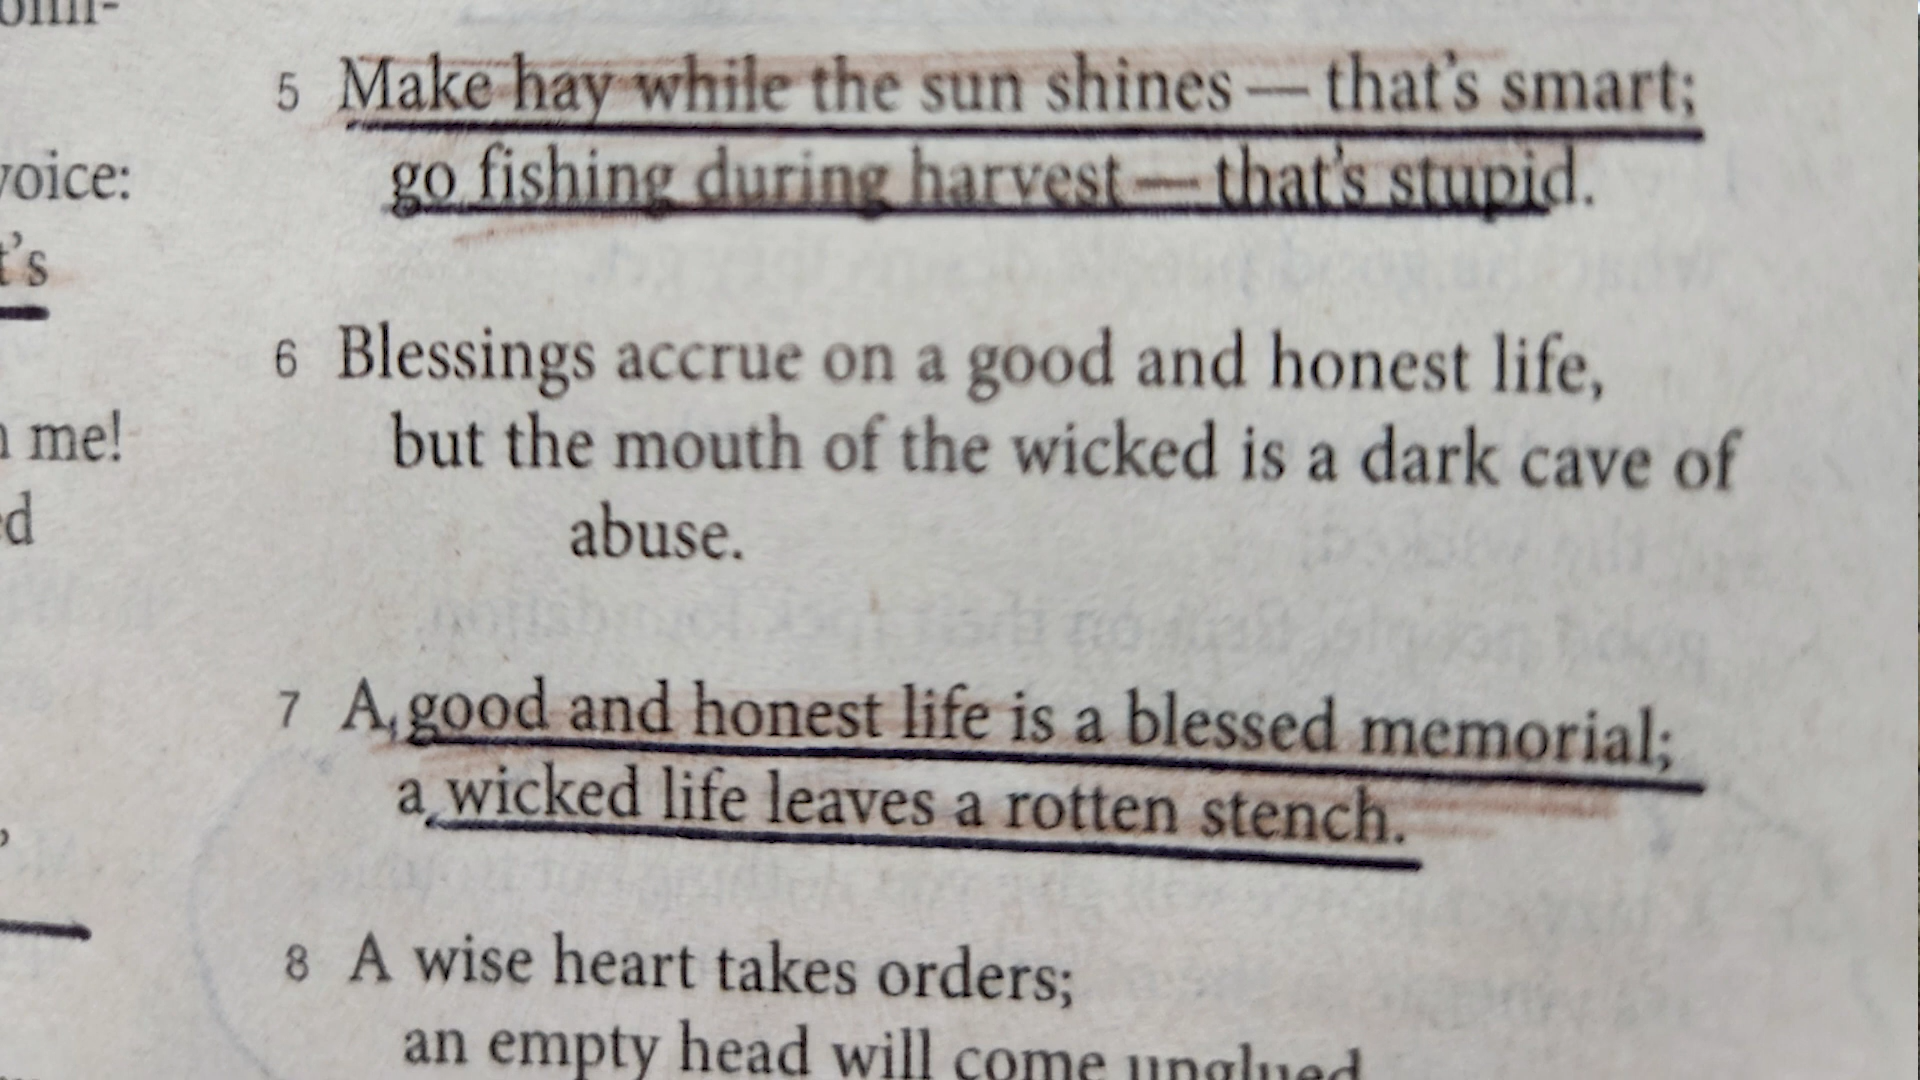 voice:
t's
me!
5 Make hay while the sun shines — that's smart;
go fishing during harvest — that's stupid.
6 Blessings accrue on a good and honest life,
but the mouth of the wicked is a dark cave of
abuse.
7 A good and honest life is a blessed memorial;
a wicked life leaves a rotten stench.
8 A wise heart takes orders;
an empty head will come unglued